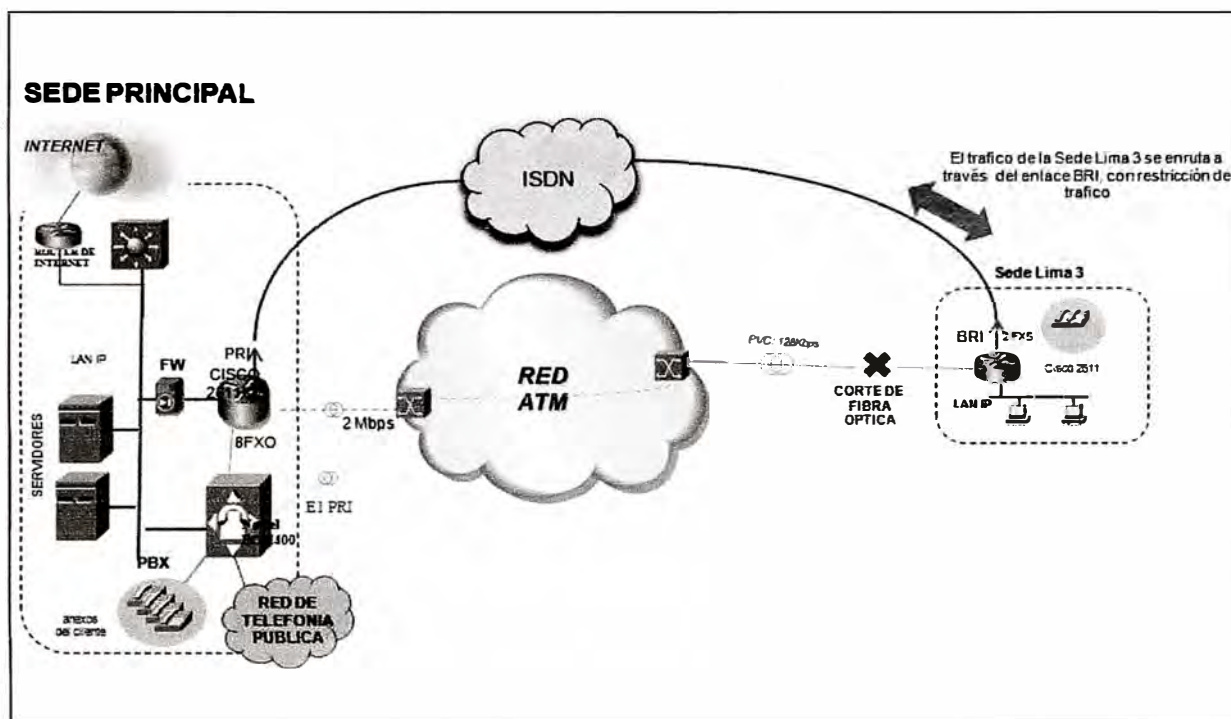 SEDE PRINCIPAL
INTERNET
INTERNET
LAN IP
FW
PRI
CISCO
8FXO
SERVIDORES
PBX
anexos
del cliente
RED DE
TELEFONIA
PUBLICA
E1 PRI
2 Mbps
ISDN
RED
ATM
PVC: 128Kbps
CORTE DE
FIBRA
OPTICA
El trafico de la Sede Lima 3 se enruta a
través del enlace BRI, con restricción de
trafico
Sede Lima 3
BRI
2 FXS
Cisco 2611
LAN IP